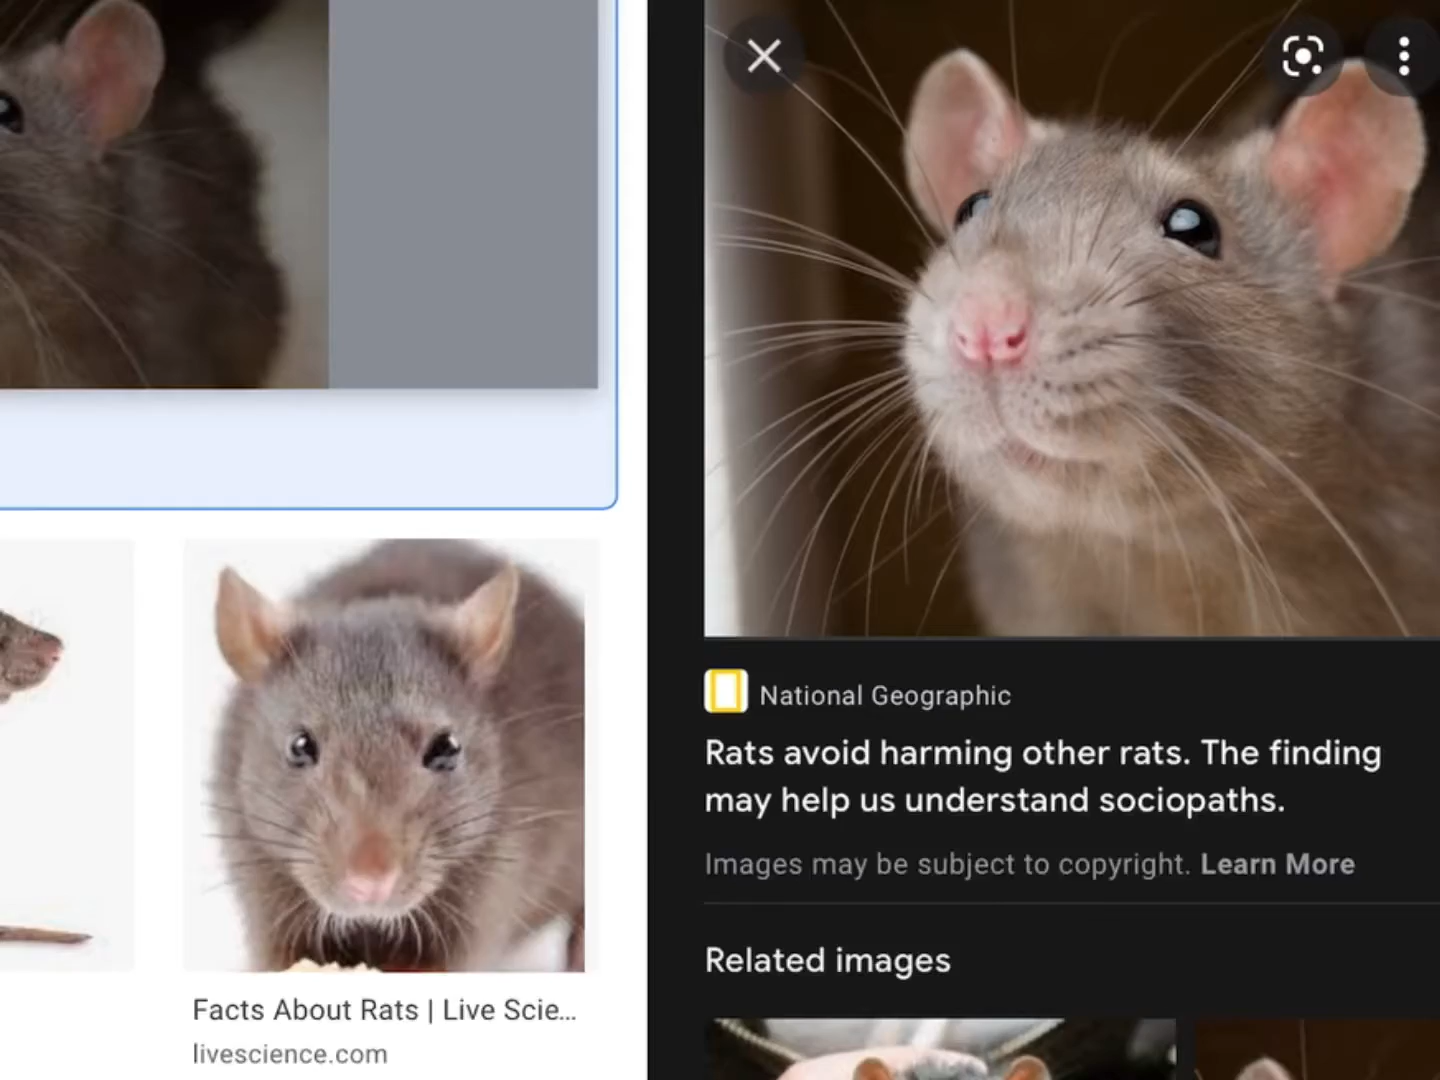 Facts About Rats | Live Scie...
livescience.com
National Geographic
Rats avoid harming other rats. The finding
may help us understand sociopaths.
Images may be subject to copyright. Learn More
Related images